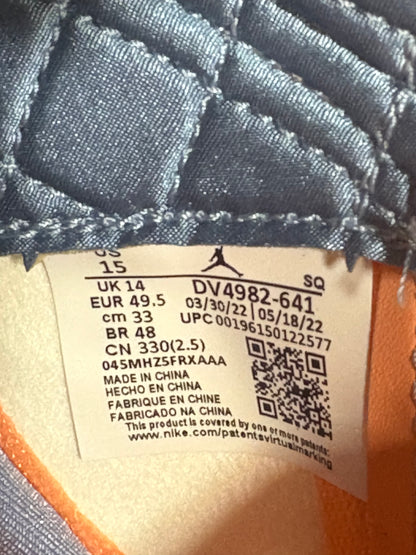 US
15
UK 14
EUR 49.5
cm 33
BR 48
CN 330(2.5)
045MHZ5FRXAAA
SQ
DV4982-641
03/30/22 | 05/18/22
UPC 00196150122577
MADE IN CHINA
HECHO EN CHINA
FABRIQUE EN CHINE
FABRICADO NA CHINA
This product is covered by one or more patents:
www.nike.com/patentsvirtualmarking